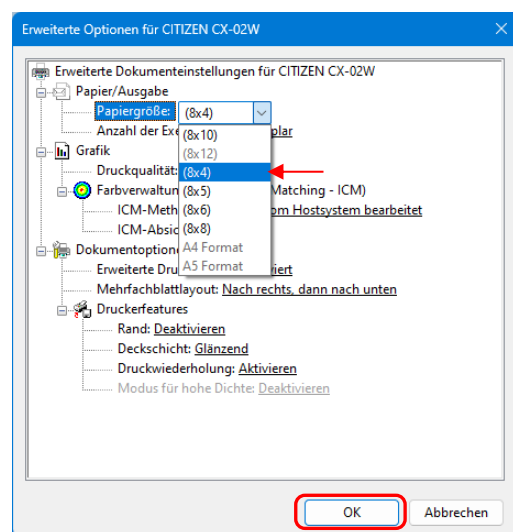 Erweiterte Optionen für CITIZEN CX-02W
Erweiterte Dokumenteinstellungen für CITIZEN CX-02W
Papier/Ausgabe
Papiergröße: (8x4)
Anzahl der Exe plar
(8x10)
(8x12)
Grafik
Druckqualität:
(8x4)
Farbverwaltun Matching - ICM)
(8x5)
ICM-Meth om Hostsystem bearbeitet
(8x6)
ICM-Absic
(8x8)
Dokumentoptione
A4 Format
Erweiterte Dru iert
A5 Format
Mehrfachblattlayout: Nach rechts, dann nach unten
Druckerfeatures
Rand: Deaktivieren
Deckschicht: Glänzend
Druckwiederholung: Aktivieren
Modus für hohe Dichte: Deaktivieren
OK Abbrechen